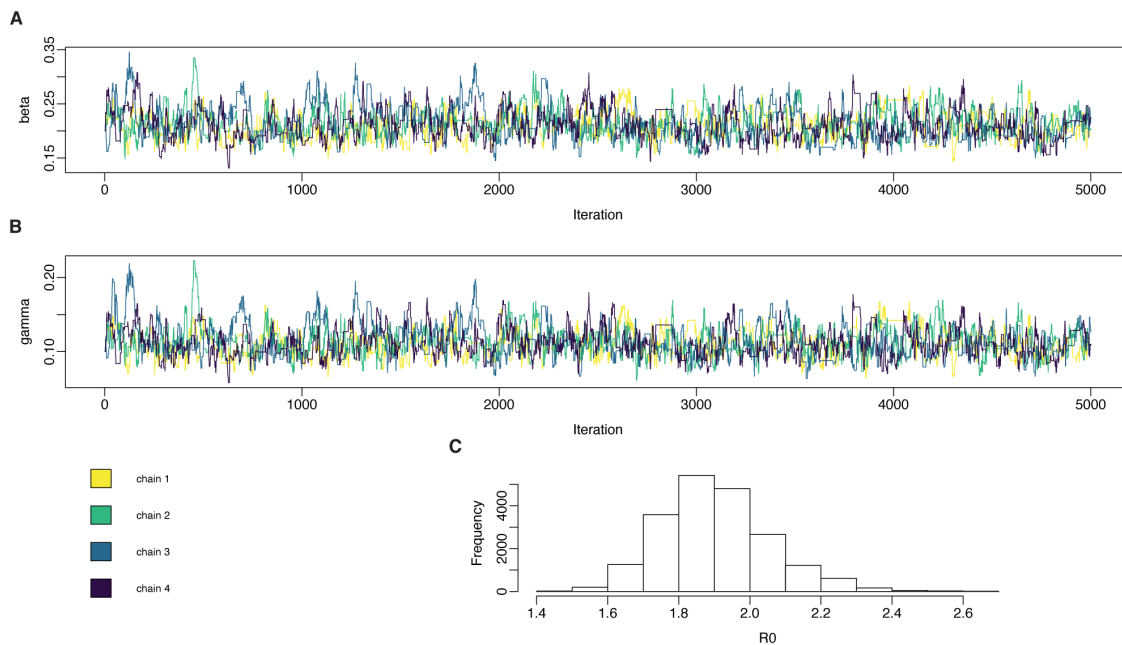 A
beta
0.15 0.25 0.35
0 1000 2000 3000 4000 5000
Iteration
B
gamma
0.10 0.20
0 1000 2000 3000 4000 5000
Iteration
chain 1
chain 2
chain 3
chain 4
C
Frequency
0 2000 4000
1.4 1.6 1.8 2.0 2.2 2.4 2.6
R0